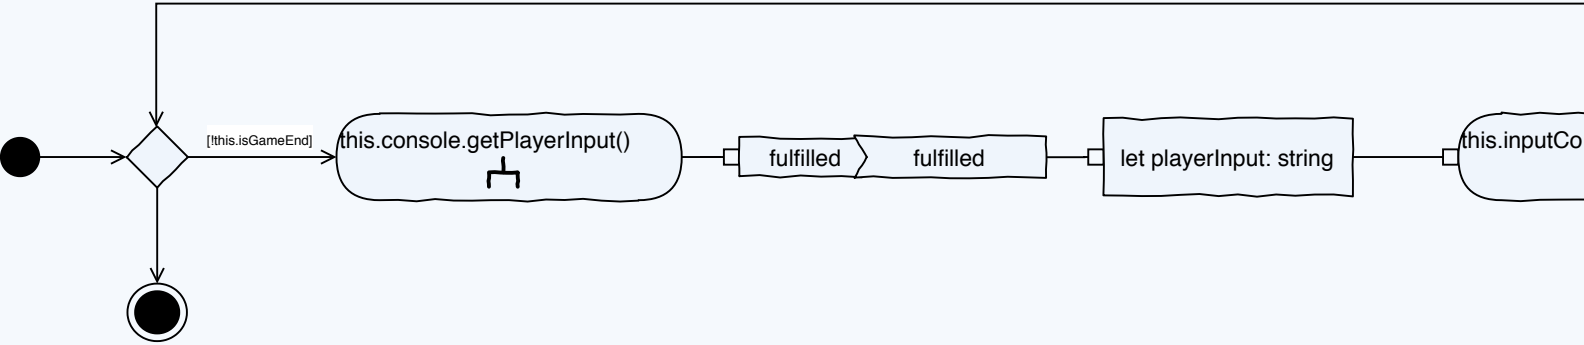 [!this.isGameEnd]
this.console.getPlayerInput()
fulfilled
fulfilled
let playerInput: string
this.inputCo